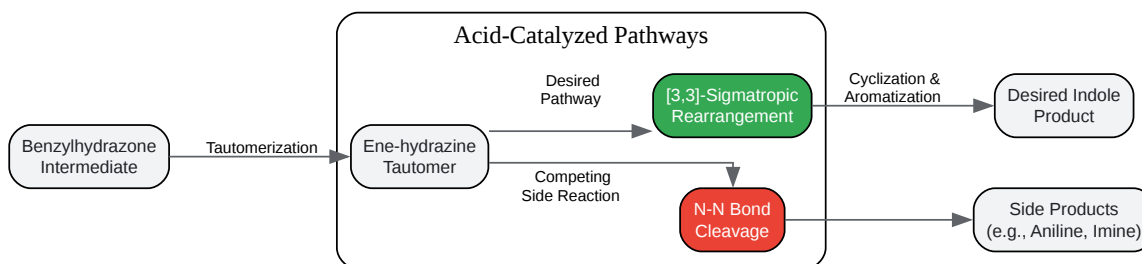 Acid-Catalyzed Pathways
Benzylhydrazone
Intermediate
Tautomerization
Ene-hydrazine
Tautomer
Desired
Pathway
[3,3]-Sigmatropic
Rearrangement
Cyclization &
Aromatization
Desired Indole
Product
Competing
Side Reaction
N-N Bond
Cleavage
Side Products
(e.g., Aniline, Imine)